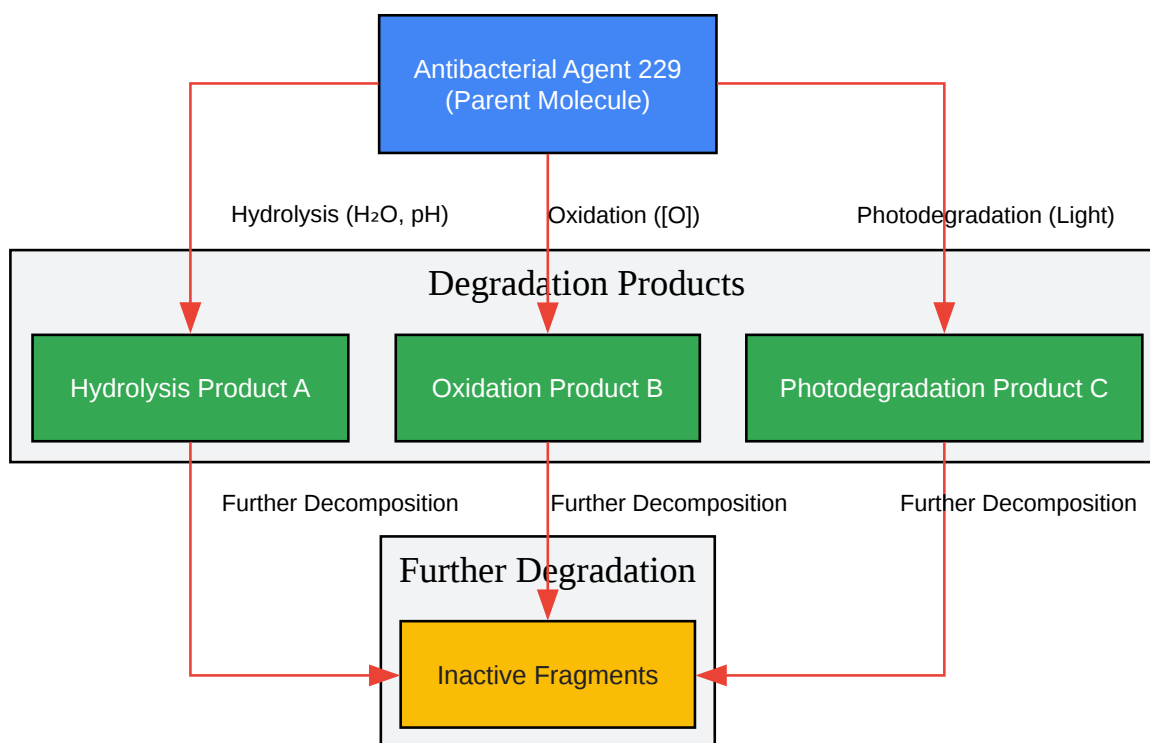 Antibacterial Agent 229
(Parent Molecule)
Hydrolysis (H₂O, pH)
Oxidation ([O])
Photodegradation (Light)
Degradation Products
Hydrolysis Product A
Oxidation Product B
Photodegradation Product C
Further Decomposition
Further Decomposition
Further Decomposition
Further Degradation
Inactive Fragments